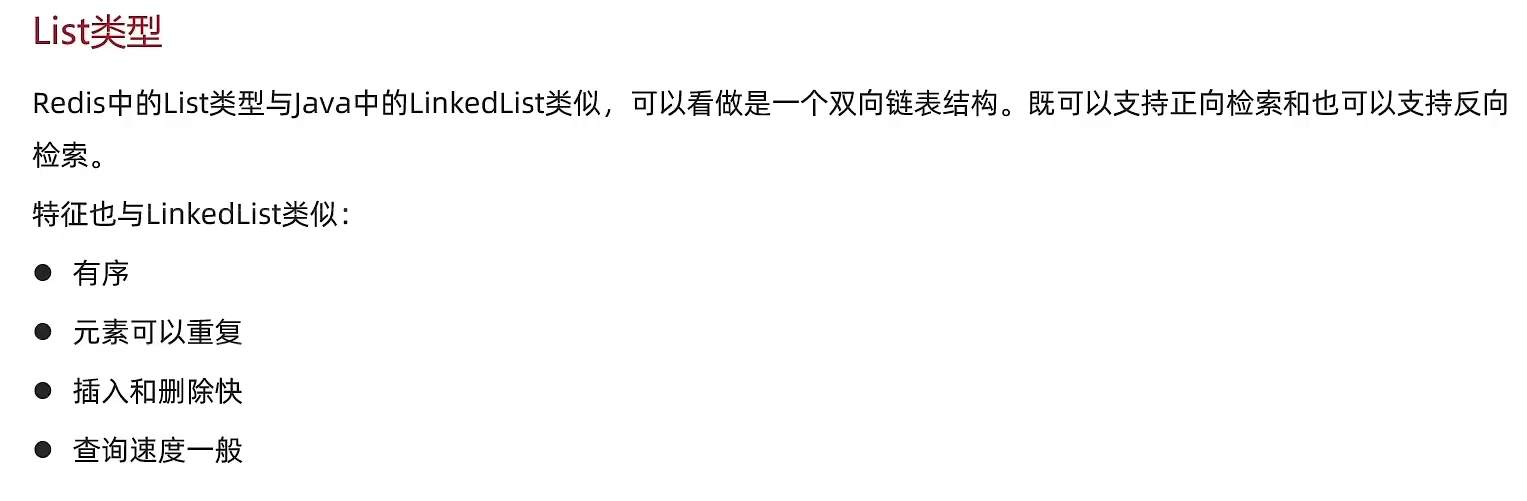 List类型
Redis中的List类型与Java中的LinkedList类似，可以看做是一个双向链表结构。既可以支持正向检索和也可以支持反向
检索。
特征也与LinkedList类似：
● 有序
● 元素可以重复
● 插入和删除快
● 查询速度一般